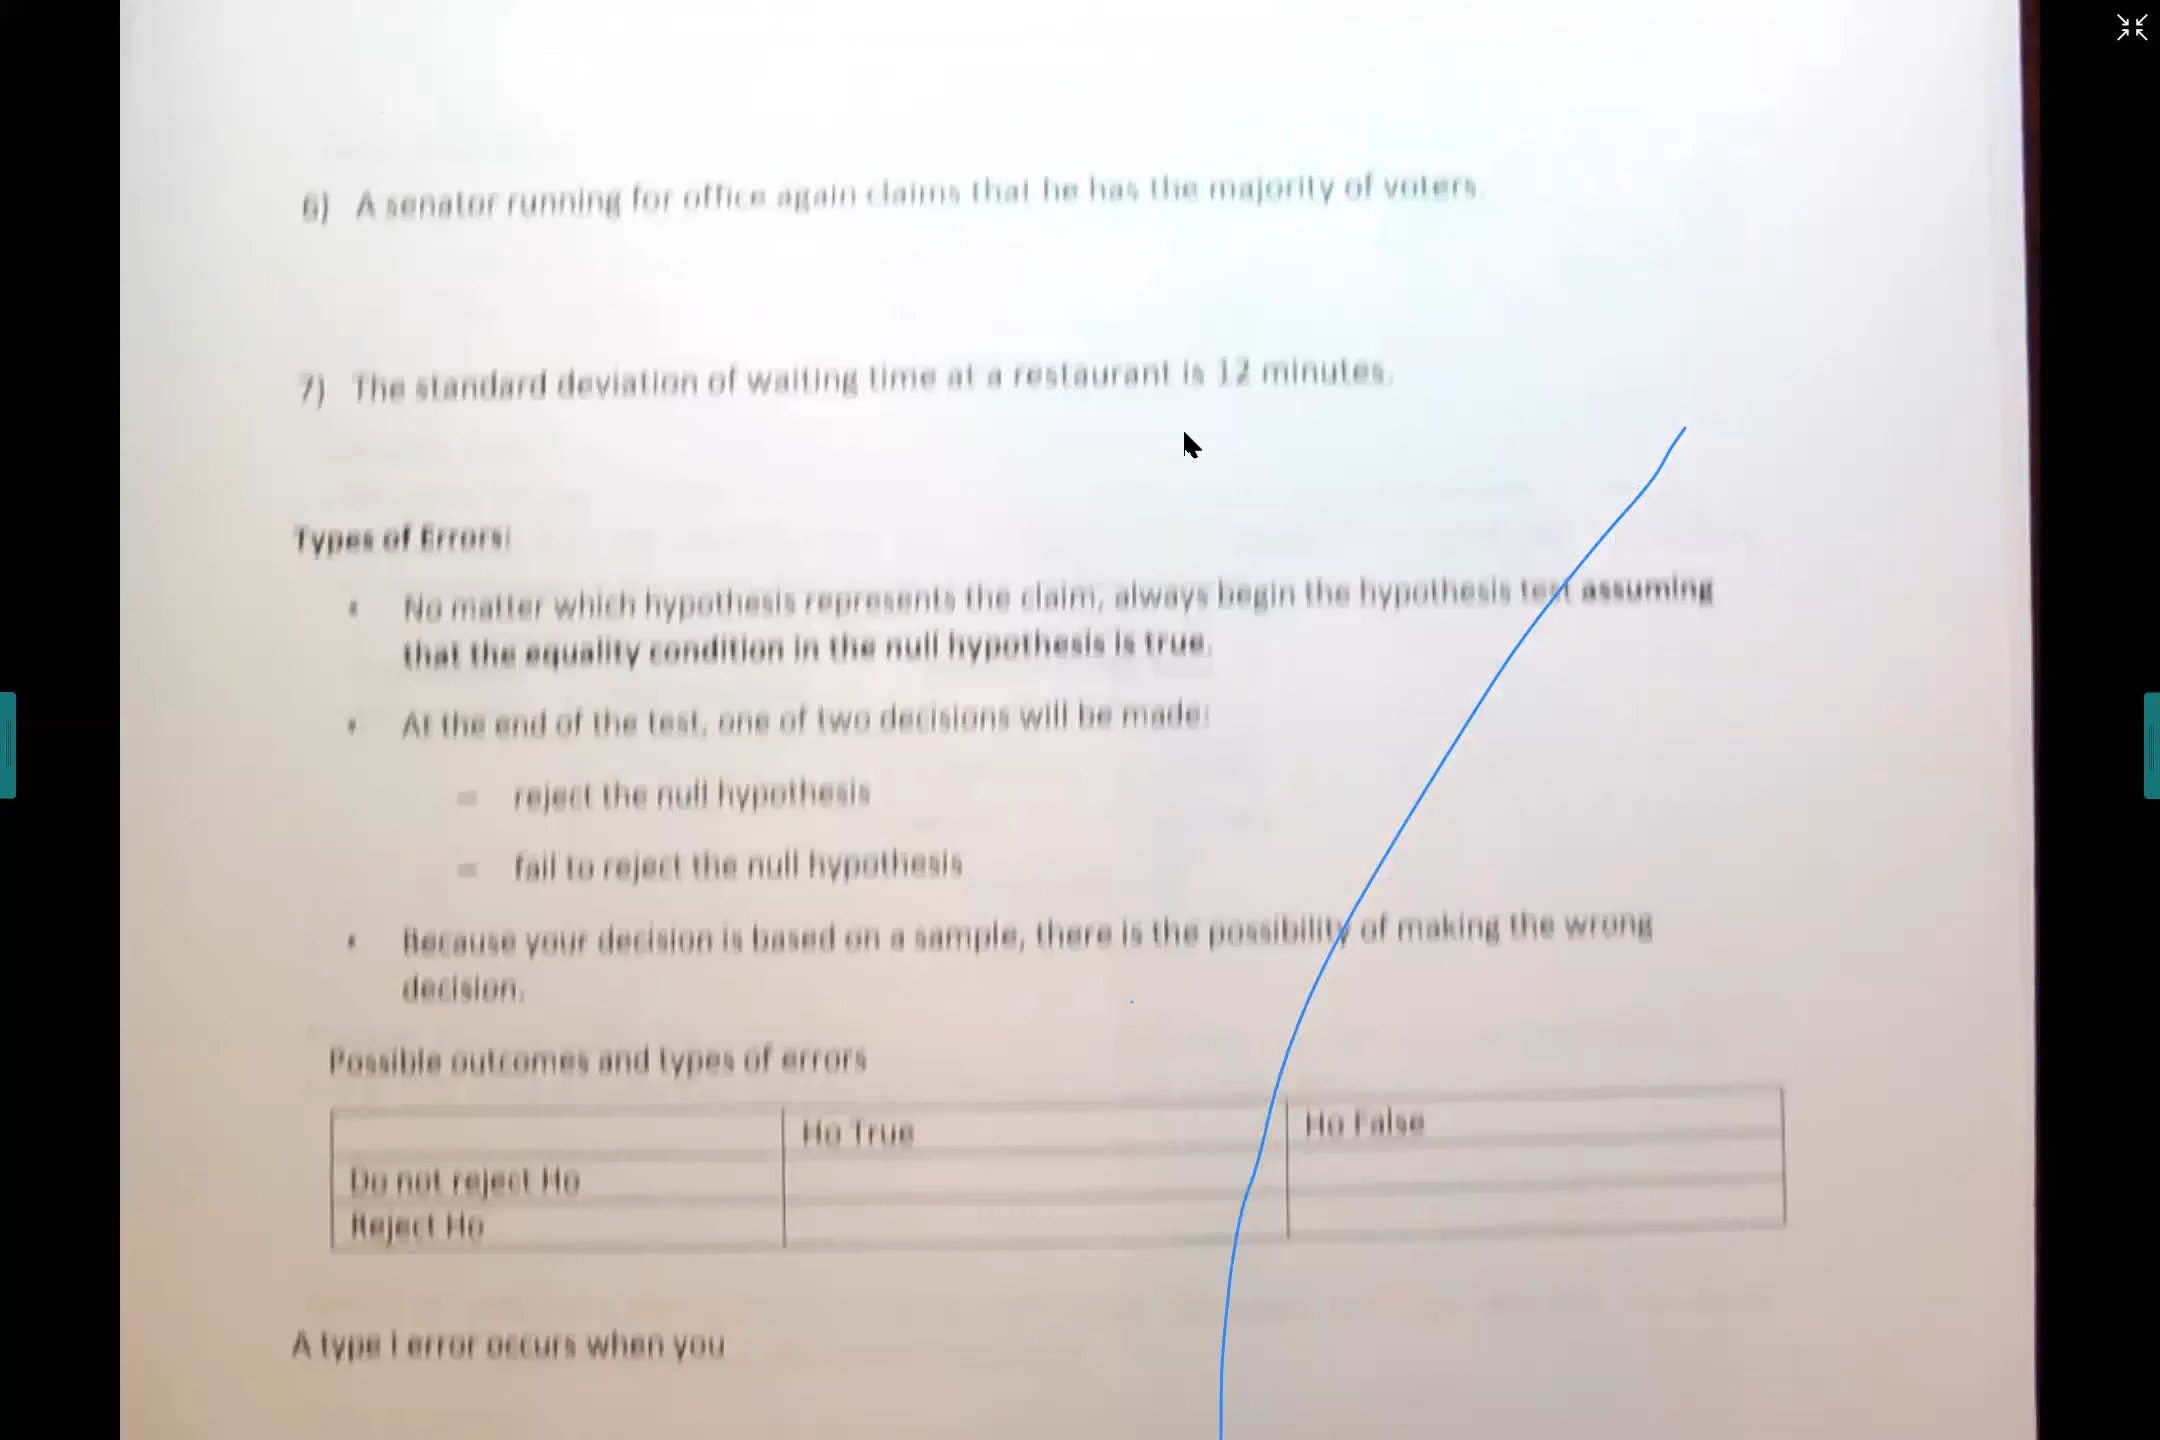 6) A senator running for office again claims that he has the majority of voters.
7) The standard deviation of waiting time at a restaurant is 12 minutes.
Types of Errors:
• No matter which hypothesis represents the claim, always begin the hypothesis test assuming
that the equality condition in the null hypothesis is true.
• At the end of the test, one of two decisions will be made:
– reject the null hypothesis
– fail to reject the null hypothesis
• Because your decision is based on a sample, there is the possibility of making the wrong
decision.
Possible outcomes and types of errors
Ho True Ho False
Do not reject Ho
Reject Ho
A type I error occurs when you